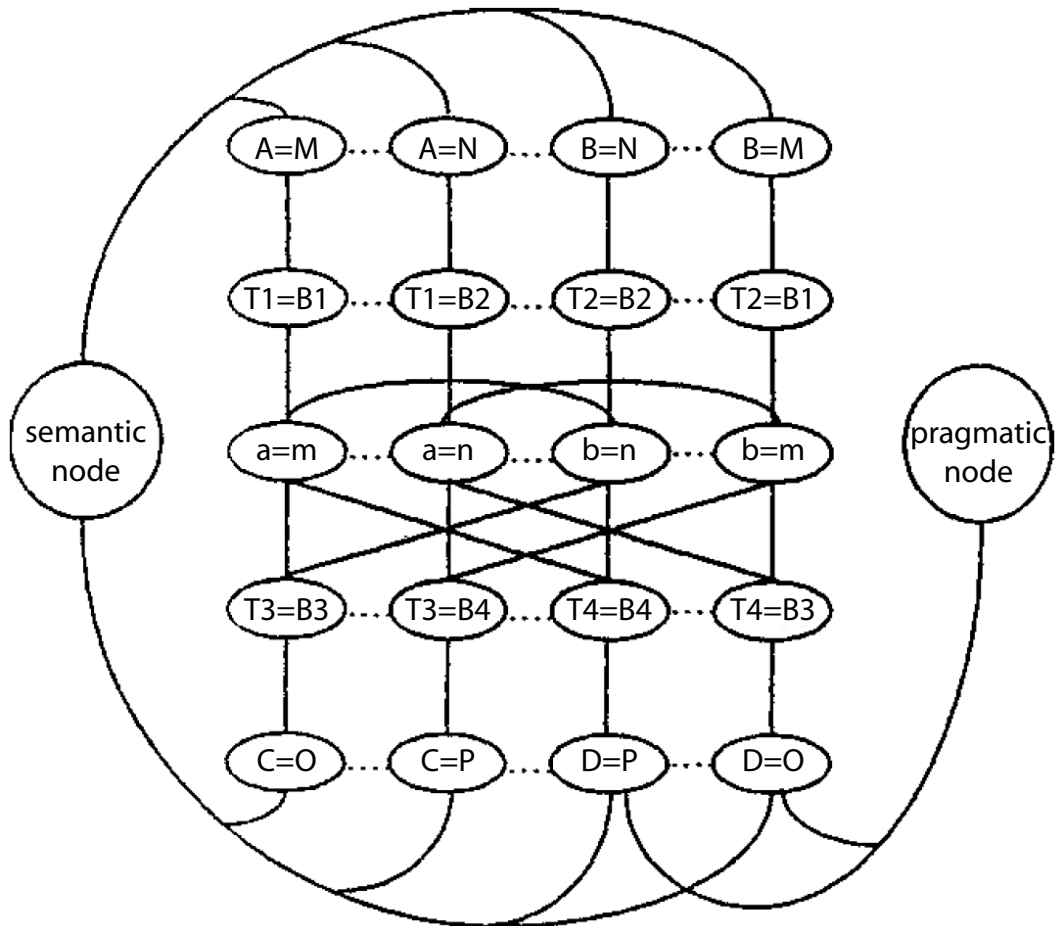 A=M A=N B=N B=M
T1=B1 T1=B2 T2=B2 T2=B1
semantic
node
a=m a=n b=n b=m
pragmatic
node
T3=B3 T3=B4 T4=B4 T4=B3
C=O C=P D=P D=O